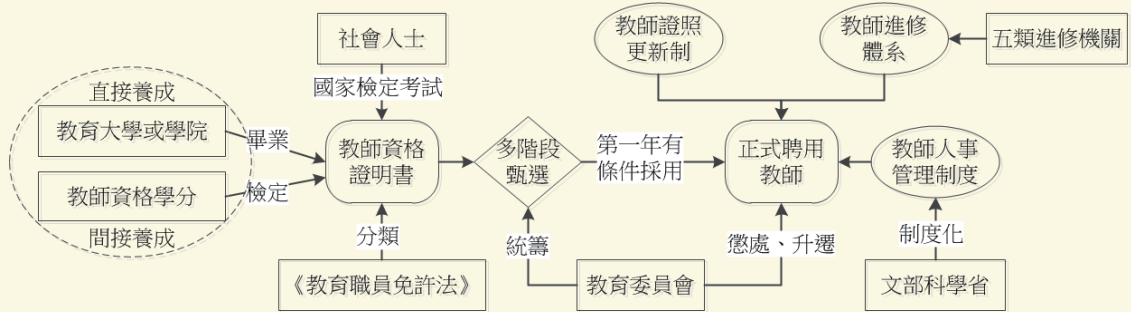 社會人士
國家檢定考試
直接養成
教育大學或學院
畢業
教師資格學分
檢定
間接養成
教師資格
證明書
分類
《教育職員免許法》
多階段
甄選
統籌
教育委員會
第一年有
條件採用
教師證照
更新制
教師進修
體系
五類進修機關
正式聘用
教師
懲處、升遷
教師人事
管理制度
制度化
文部科學省